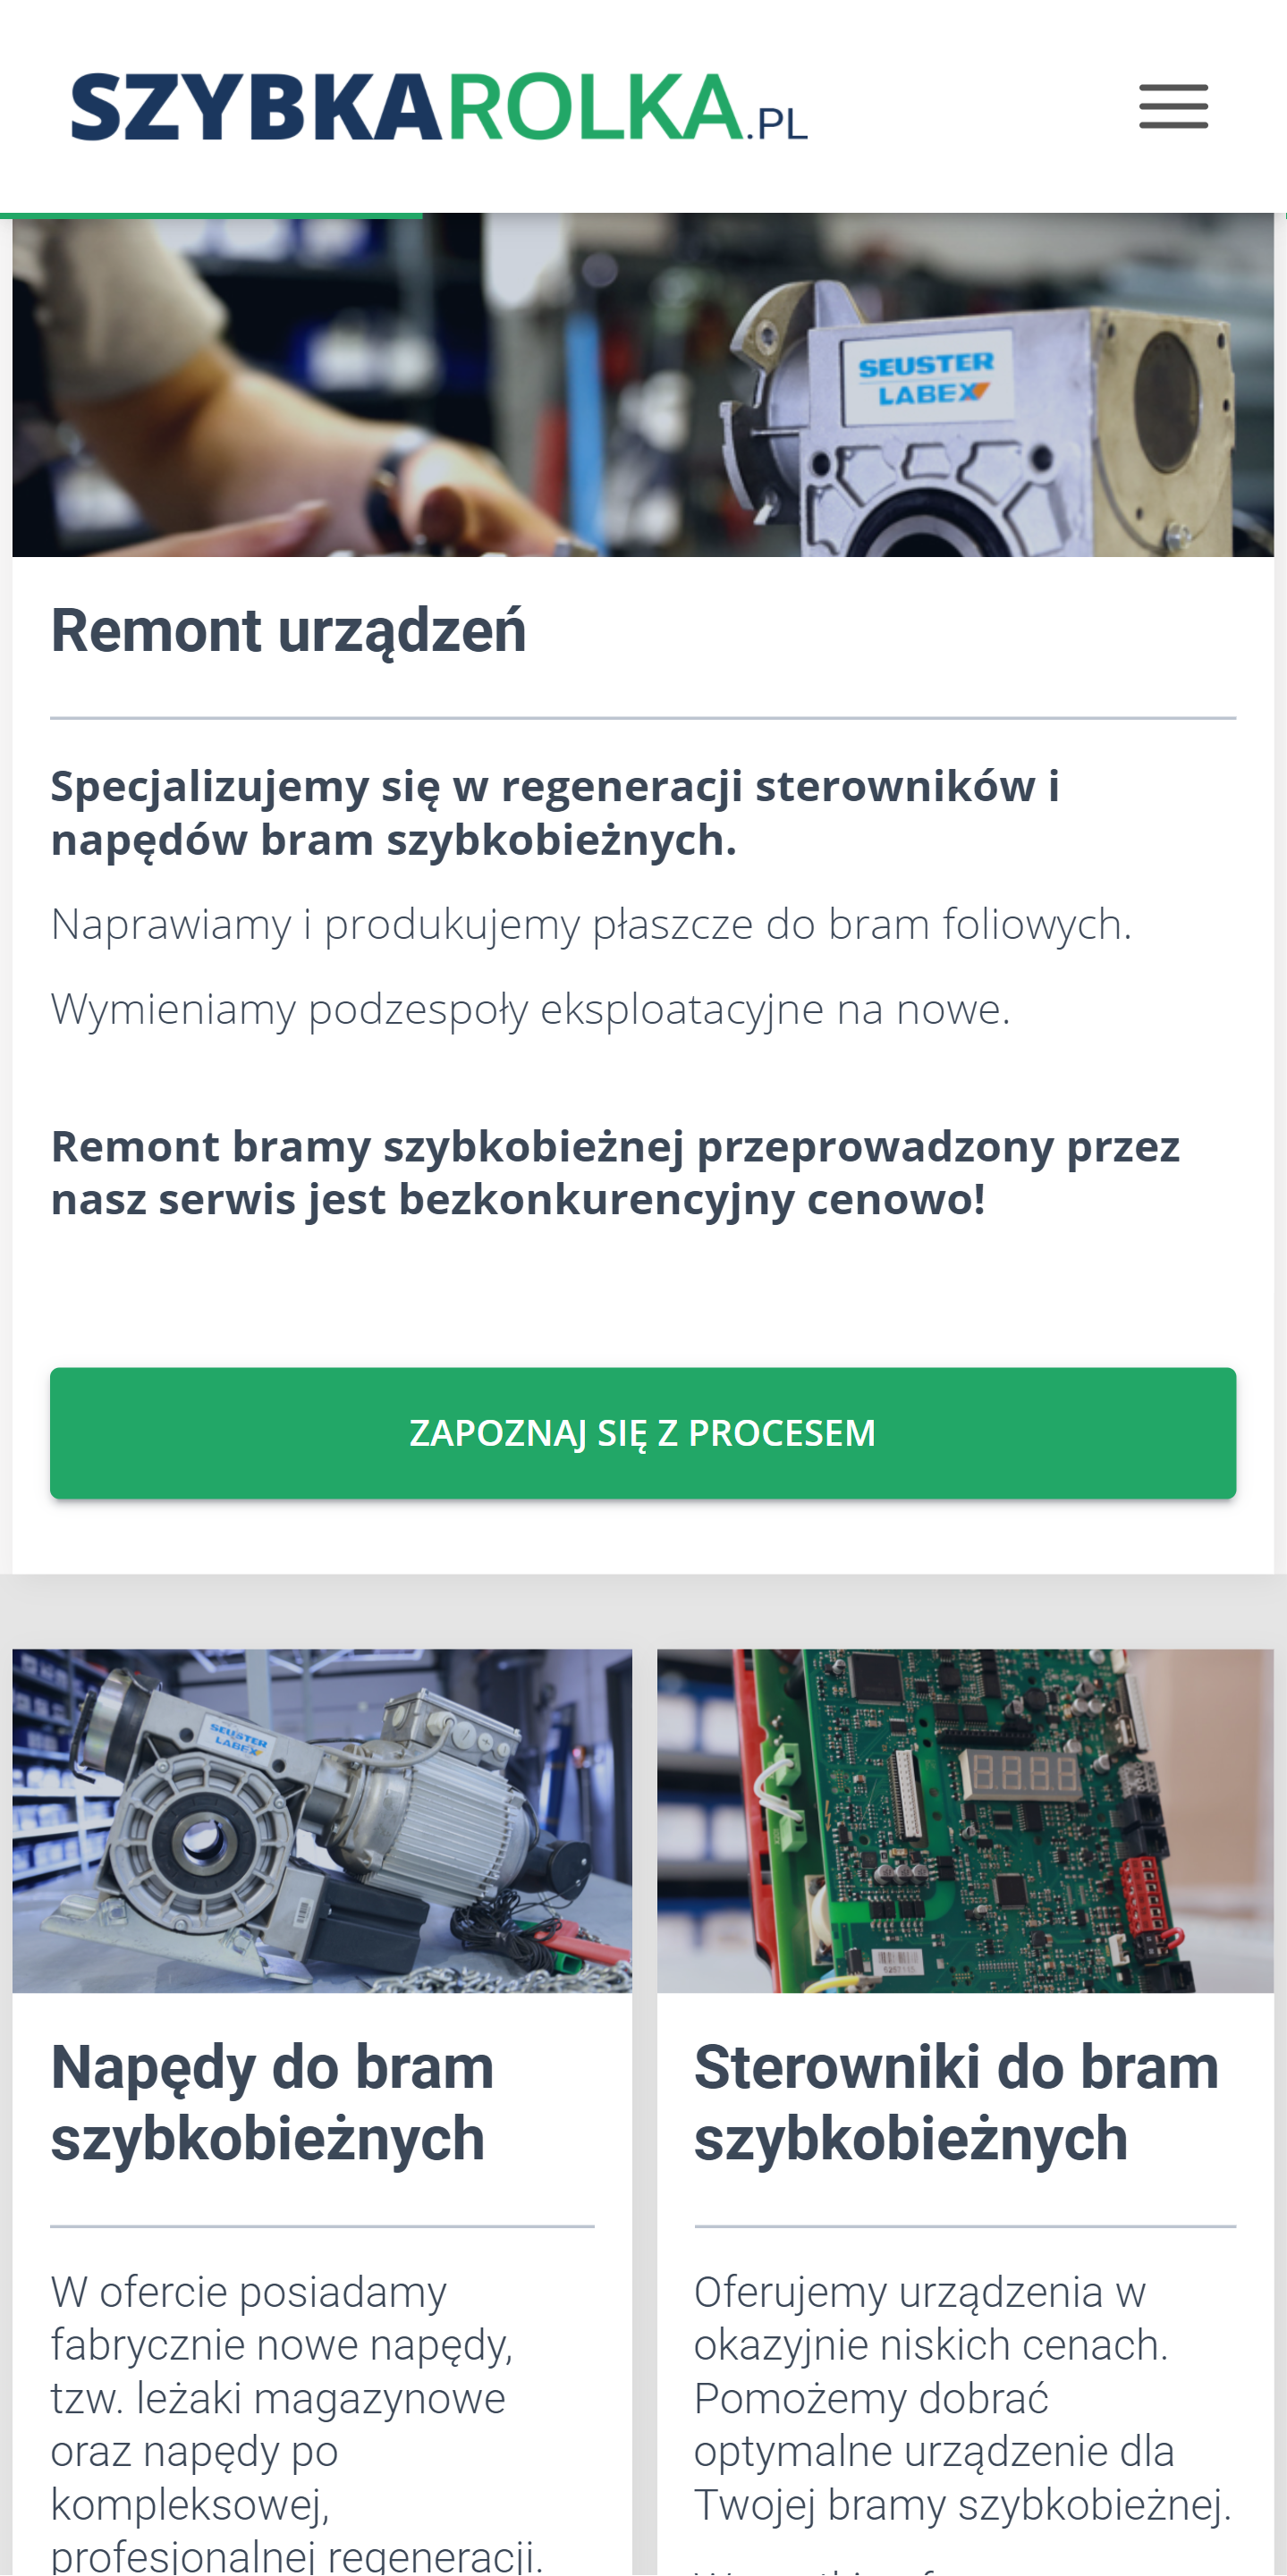 SZYBKAROLKA.PL
SEUSTER
LABEX
Remont urządzeń
Specjalizujemy się w regeneracji sterowników i
napędów bram szybkobieżnych.
Naprawiamy i produkujemy płaszcze do bram foliowych.
Wymieniamy podzespoły eksploatacyjne na nowe.
Remont bramy szybkobieżnej przeprowadzony przez
nasz serwis jest bezkonkurencyjny cenowo!
ZAPOZNAJ SIĘ Z PROCESEM
SEUSTER
LABEX
Napędy do bram
szybkobieżnych
W ofercie posiadamy
fabrycznie nowe napędy,
tzw. leżaki magazynowe
oraz napędy po
kompleksowej,
profesjonalnej regeneracji.
Sterowniki do bram
szybkobieżnych
Oferujemy urządzenia w
okazyjnie niskich cenach.
Pomożemy dobrać
optymalne urządzenie dla
Twojej bramy szybkobieżnej.